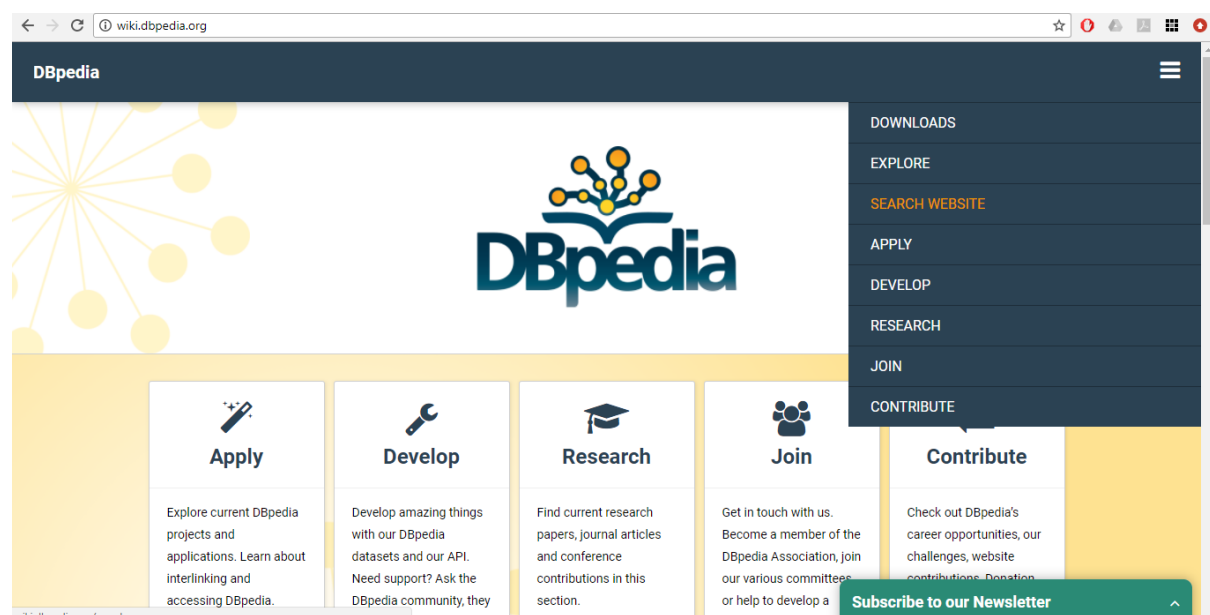 wiki.dbpedia.org
DBpedia
DOWNLOADS
EXPLORE
SEARCH WEBSITE
APPLY
DEVELOP
RESEARCH
JOIN
CONTRIBUTE
DBpedia
Apply
Explore current DBpedia
projects and
applications. Learn about
interlinking and
accessing DBpedia.
Develop
Develop amazing things
with our DBpedia
datasets and our API.
Need support? Ask the
DBpedia community, they
Research
Find current research
papers, journal articles
and conference
contributions in this
section.
Join
Get in touch with us.
Become a member of the
DBpedia Association, join
our various committees
or help to develop a
Contribute
Check out DBpedia's
career opportunities, our
challenges, website
contributions, Donation
Subscribe to our Newsletter